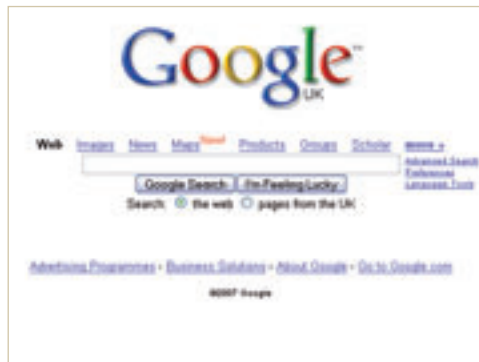 Google™
UK
Web Images News Maps New! Products Groups Scholar more »
Advanced Search
Preferences
Language Tools
Google Search I'm Feeling Lucky
Search: the web pages from the UK
Advertising Programmes - Business Solutions - About Google - Go to Google.com
©2007 Google